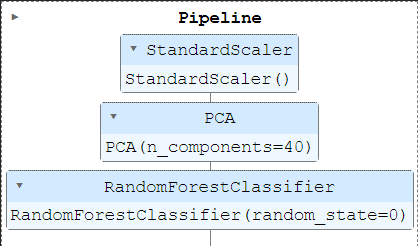 Pipeline
StandardScaler
StandardScaler()
PCA
PCA(n_components=40)
RandomForestClassifier
RandomForestClassifier(random_state=0)